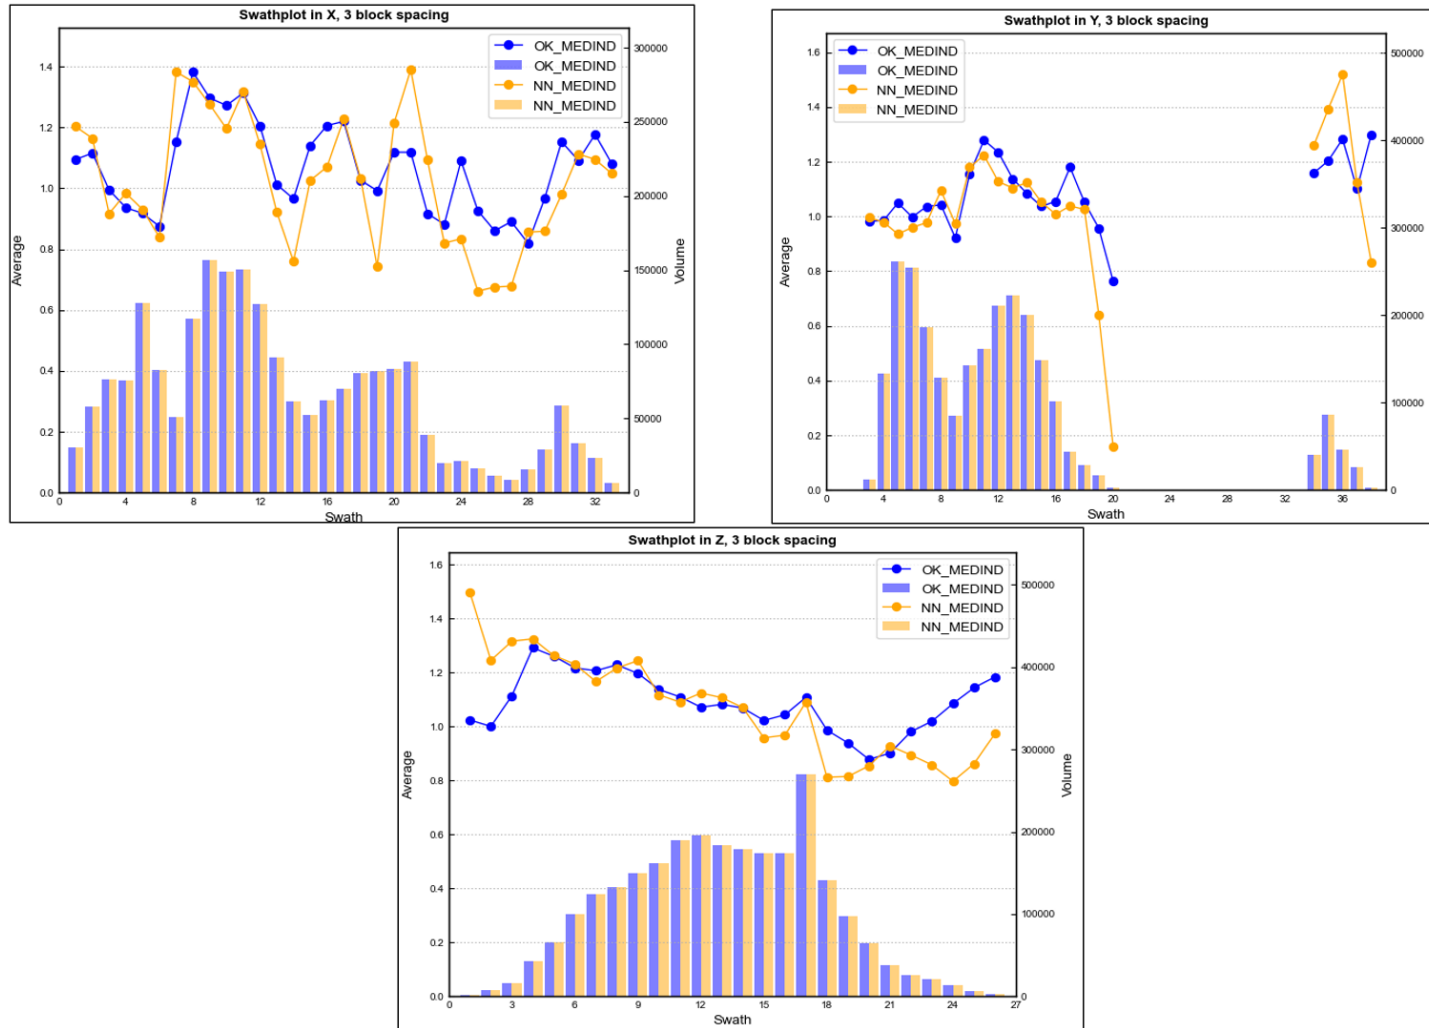 Swathplot in X, 3 block spacing
OK_MEDIND
OK_MEDIND
NN_MEDIND
NN_MEDIND
1.4
1.2
1.0
0.8
0.6
0.4
0.2
0.0
Average
300000
250000
200000
150000
100000
50000
0
Volume
0 4 8 12 16 20 24 28 32
Swath
Swathplot in Y, 3 block spacing
OK_MEDIND
OK_MEDIND
NN_MEDIND
NN_MEDIND
1.6
1.4
1.2
1.0
0.8
0.6
0.4
0.2
0.0
Average
500000
400000
300000
200000
100000
0
0 4 8 12 16 20 24 28 32 36
Swath
Swathplot in Z, 3 block spacing
OK_MEDIND
OK_MEDIND
NN_MEDIND
NN_MEDIND
1.6
1.4
1.2
1.0
0.8
0.6
0.4
0.2
0.0
Average
500000
400000
300000
200000
100000
0
Volume
0 3 6 9 12 15 18 21 24 27
Swath